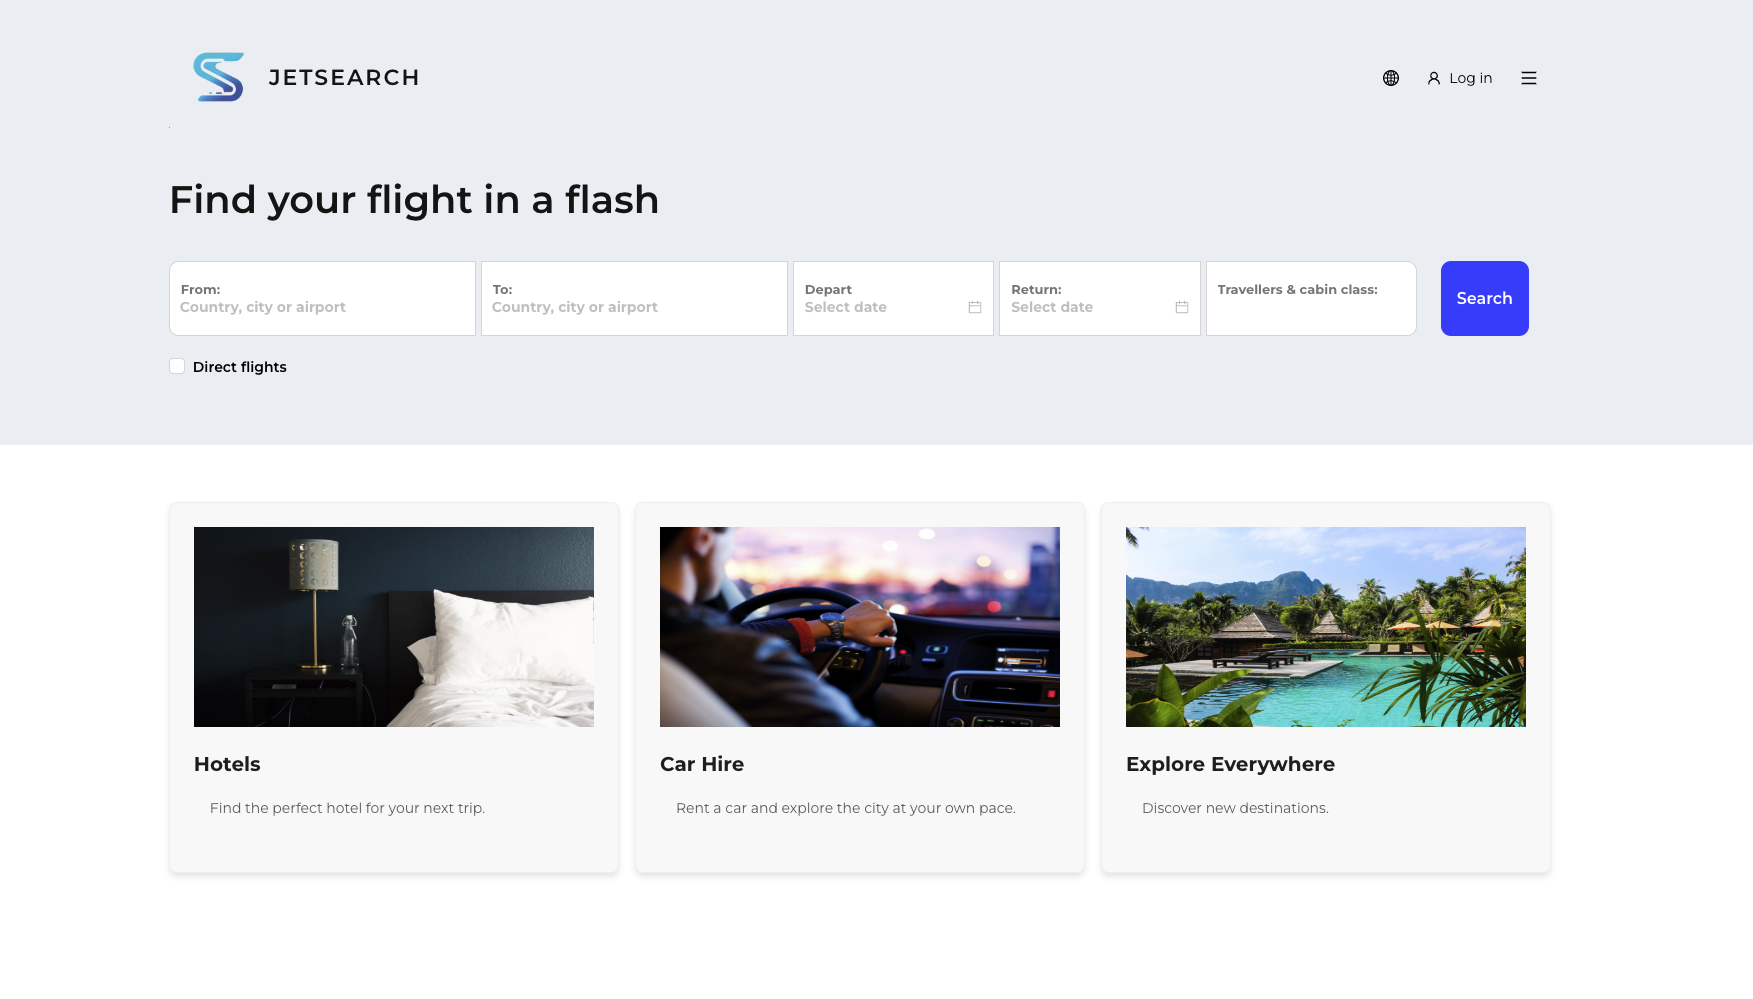 JETSEARCH
Log in
Find your flight in a flash
From:
Country, city or airport
To:
Country, city or airport
Depart
Select date
Return:
Select date
Travellers & cabin class:
Search
Direct flights
Hotels
Find the perfect hotel for your next trip.
Car Hire
Rent a car and explore the city at your own pace.
Explore Everywhere
Discover new destinations.